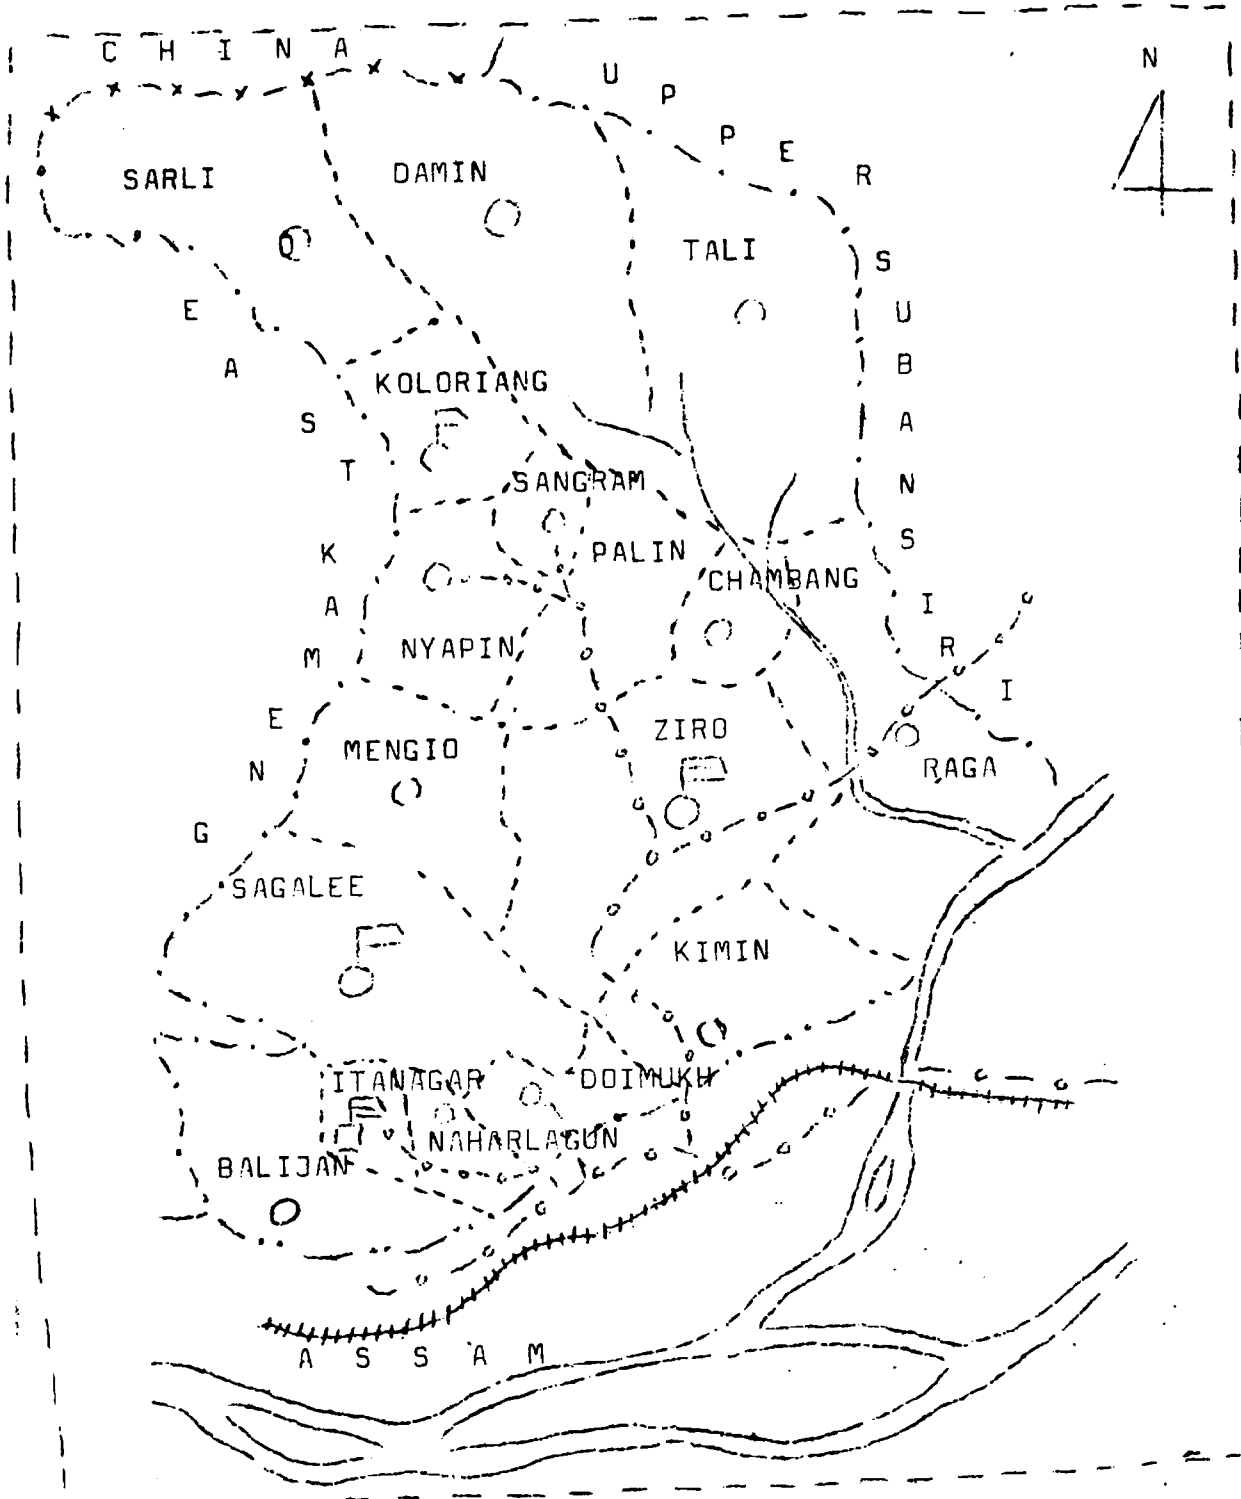 CHINA
N
UPPER SUBANSIRI
SARLI
DAMIN
TALI
EAST KAMENG
KOLORIANG
SANGRAM
PALIN
CHAMBANG
NYAPIN
ZIRO
MENGIO
RAGA
SAGALEE
KIMIN
ITANAGAR
DOIMUKH
NAHARLAGUN
BALIJAN
ASSAM